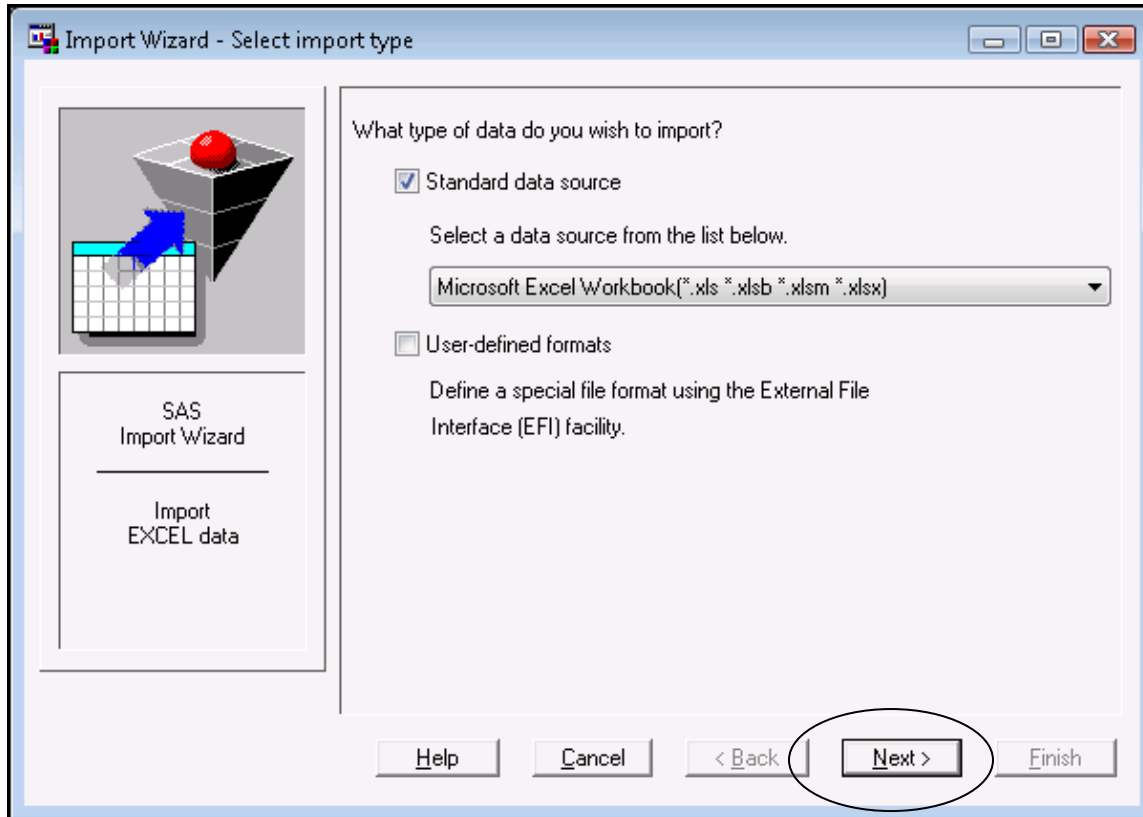 Import Wizard - Select import type
What type of data do you wish to import?
Standard data source
Select a data source from the list below.
Microsoft Excel Workbook(*.xls *.xlsb *.xlsm *.xlsx)
User-defined formats
Define a special file format using the External File
Interface (EFI) facility.
SAS
Import Wizard
Import
EXCEL data
Help
Cancel
< Back
Next >
Finish